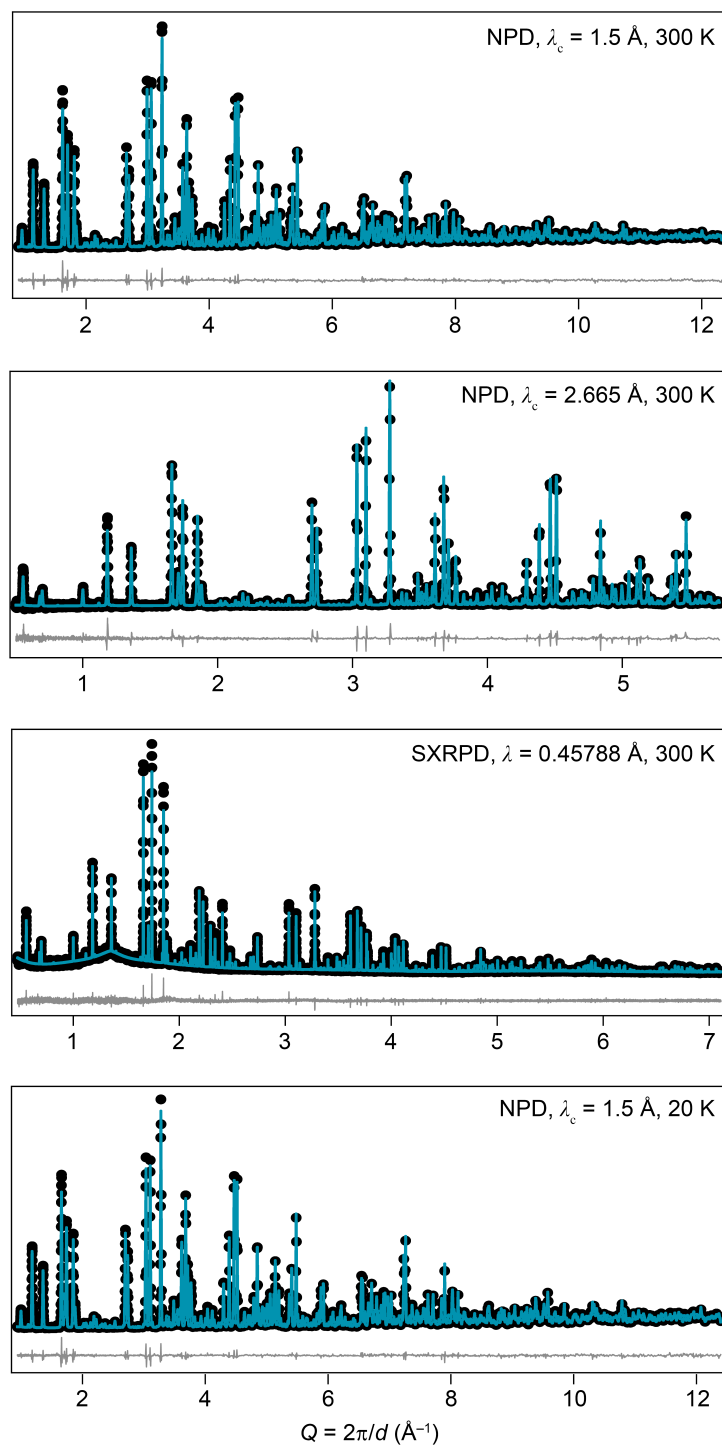 NPD, λc = 1.5 Å, 300 K
2 4 6 8 10 12
NPD, λc = 2.665 Å, 300 K
1 2 3 4 5
SXRPD, λ = 0.45788 Å, 300 K
1 2 3 4 5 6 7
NPD, λc = 1.5 Å, 20 K
2 4 6 8 10 12
Q = 2π/d (Å⁻¹)